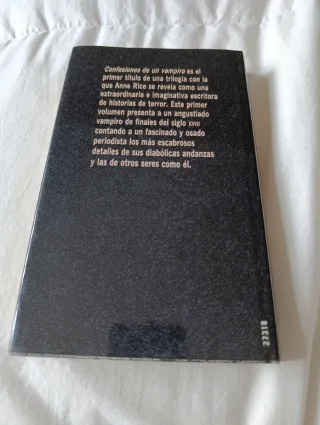 Confesiones de un vampiro es el
primer título de una trilogía con la
que Anne Rice se revela como una
extraordinaria e imaginativa escritora
de historias de terror. Este primer
volumen presenta a un angustiado
vampiro de finales del siglo XVIII
contando a un fascinado y osado
periodista los más escabrosos
detalles de sus diabólicas andanzas
y las de otros seres como él.
27318